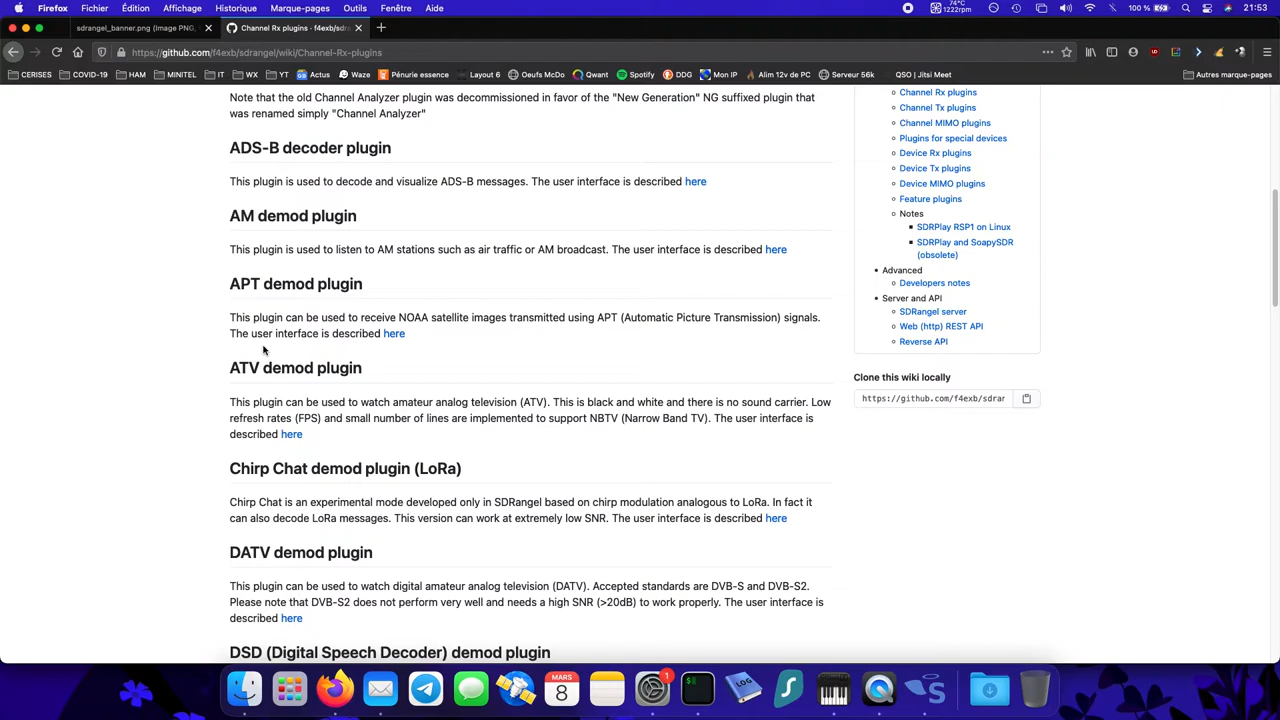 Firefox Fichier Édition Affichage Historique Marque-pages Outils Fenêtre Aide 74°C 1222rpm 100 % 21:53
sdrangel_banner.png (Image PNG, Channel Rx plugins · f4exb/sdr
https://github.com/f4exb/sdrangel/wiki/Channel-Rx-plugins
CERISES COVID-19 HAM MINITEL IT WX YT Actus Waze Pénurie essence Layout 6 Oeufs McDo Qwant Spotify DDG Mon IP Alim 12v de PC Serveur 56k QSO | Jitsi Meet Autres marque-pages
Note that the old Channel Analyzer plugin was decommissioned in favor of the "New Generation" NG suffixed plugin that
was renamed simply "Channel Analyzer"
ADS-B decoder plugin
This plugin is used to decode and visualize ADS-B messages. The user interface is described here
AM demod plugin
This plugin is used to listen to AM stations such as air traffic or AM broadcast. The user interface is described here
APT demod plugin
This plugin can be used to receive NOAA satellite images transmitted using APT (Automatic Picture Transmission) signals.
The user interface is described here
ATV demod plugin
This plugin can be used to watch amateur analog television (ATV). This is black and white and there is no sound carrier. Low
refresh rates (FPS) and small number of lines are implemented to support NBTV (Narrow Band TV). The user interface is
described here
Chirp Chat demod plugin (LoRa)
Chirp Chat is an experimental mode developed only in SDRangel based on chirp modulation analogous to LoRa. In fact it
can also decode LoRa messages. This version can work at extremely low SNR. The user interface is described here
DATV demod plugin
This plugin can be used to watch digital amateur analog television (DATV). Accepted standards are DVB-S and DVB-S2.
Please note that DVB-S2 does not perform very well and needs a high SNR (>20dB) to work properly. The user interface is
described here
DSD (Digital Speech Decoder) demod plugin
Channel Rx plugins
Channel Tx plugins
Channel MIMO plugins
Plugins for special devices
Device Rx plugins
Device Tx plugins
Device MIMO plugins
Feature plugins
Notes
SDRPlay RSP1 on Linux
SDRPlay and SoapySDR
(obsolete)
Advanced
Developers notes
Server and API
SDRangel server
Web (http) REST API
Reverse API
Clone this wiki locally
https://github.com/f4exb/sdrar
MARS
8
1
LOG